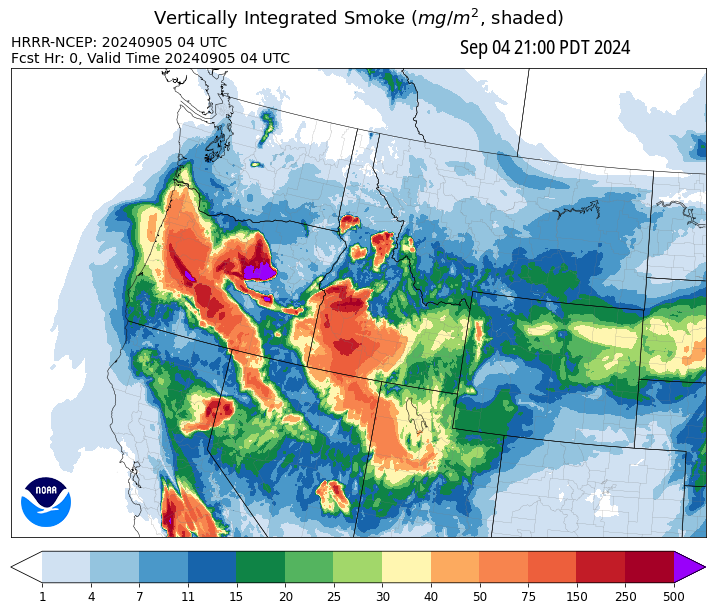 Vertically Integrated Smoke (mg/m², shaded)
HRRR-NCEP: 20240905 04 UTC
Sep 04 21:00 PDT 2024
Fcst Hr: 0, Valid Time 20240905 04 UTC
NOAA
1 4 7 11 15 20 25 30 40 50 75 150 250 500